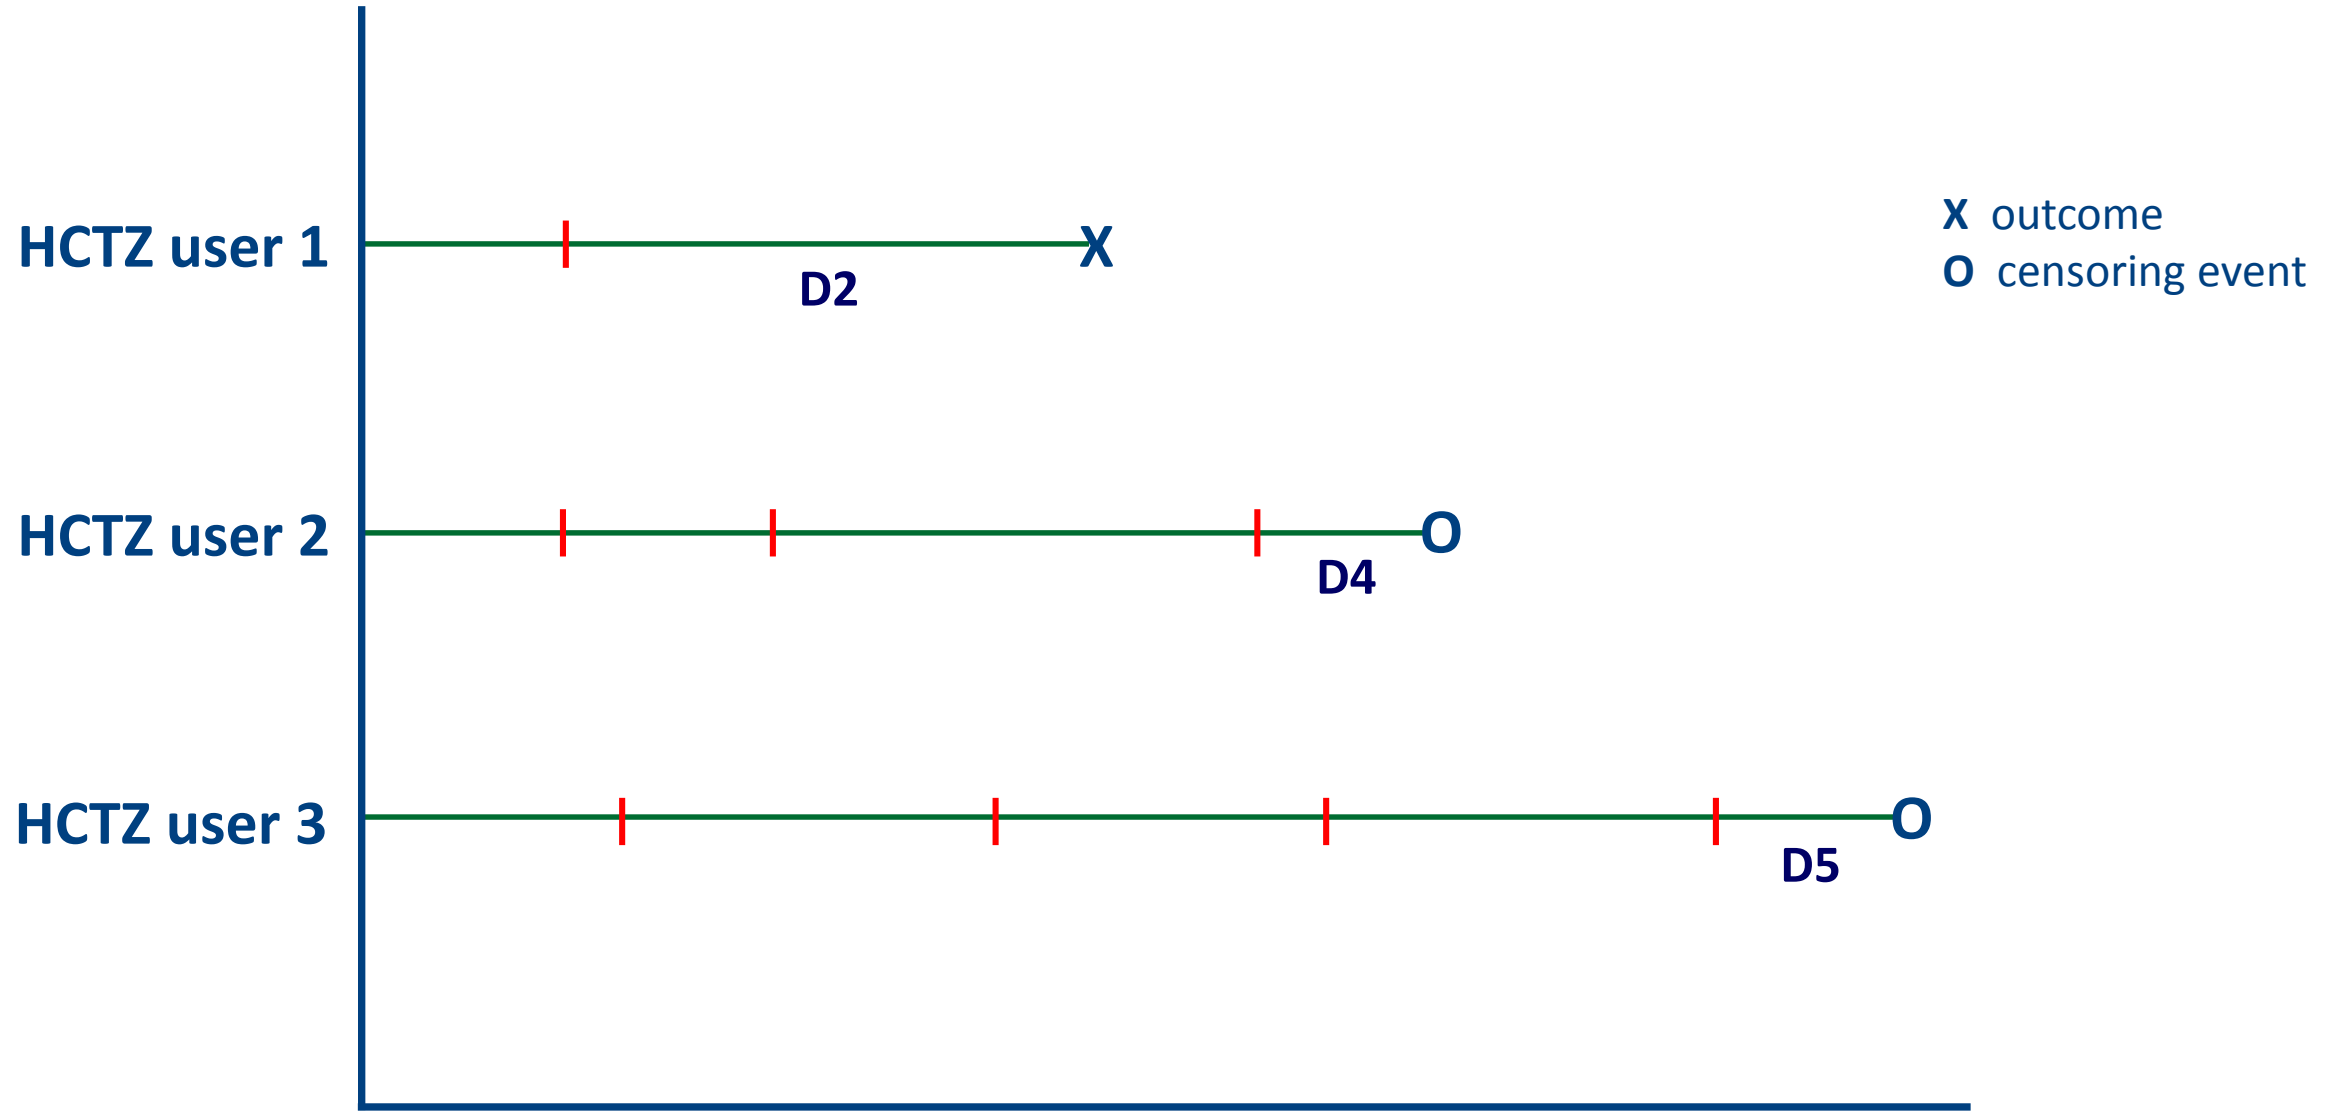 HCTZ user 1
X
D2
X outcome
O censoring event
HCTZ user 2
O
D4
HCTZ user 3
O
D5